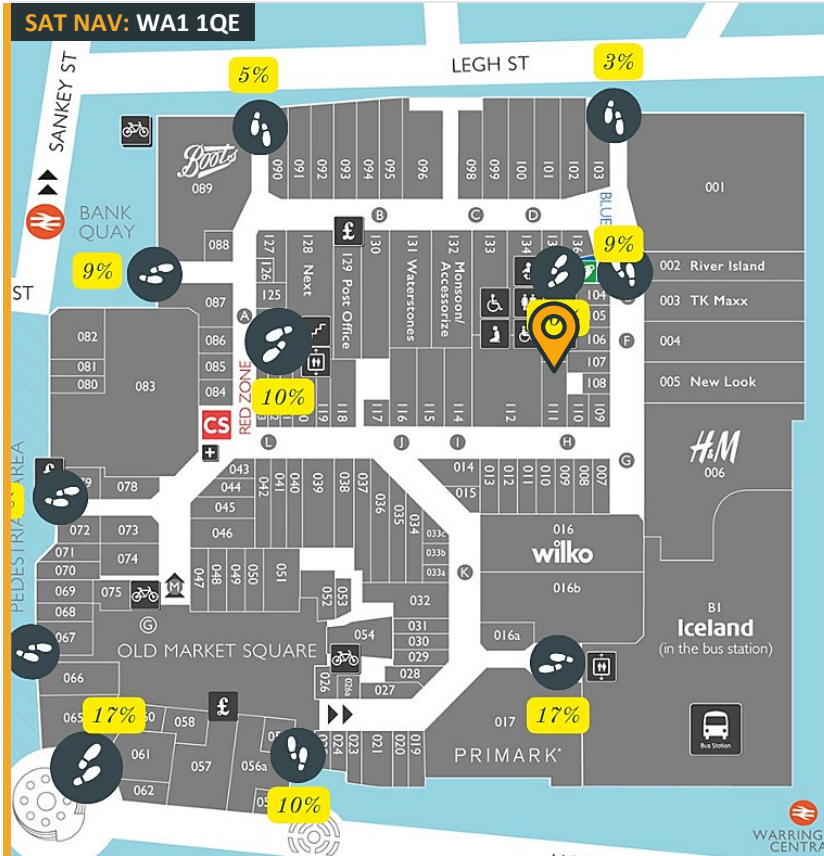 SAT NAV: WA1 1QE
LEGH ST
SANKEY ST
5%
3%
Boots
089
090
091
092
093
094
095
096
098
099
100
101
102
103
001
BANK
QUAY
BLUE
B
C
D
£
088
127
128 Next
129 Post Office
130
131 Waterstones
132 Monsoon/
Accessorize
133
134
136
9%
9%
ST
126
125
002 River Island
087
104
003 TK Maxx
A
105
082
086
106
F
004
081
085
107
080
083
084
108
005 New Look
10%
RED ZONE
CS
119
118
117
116
115
114
112
111
110
109
L
J
I
H
G
H&M
006
043
044
045
046
042
041
040
039
038
037
036
035
034
014
015
013
012
011
010
009
008
007
078
072
073
071
074
070
069
075
068
067
PEDESTRIAN AREA
033c
033b
033a
K
016
wilko
016b
M
047
048
049
050
051
052
053
032
031
030
029
028
027
054
016a
G
OLD MARKET SQUARE
B1
Iceland
(in the bus station)
066
065
026
026a
17%
17%
£
058
061
062
057
056a
024
023
021
020
019
017
PRIMARK
Bus Station
10%
WARRING
CENTRA